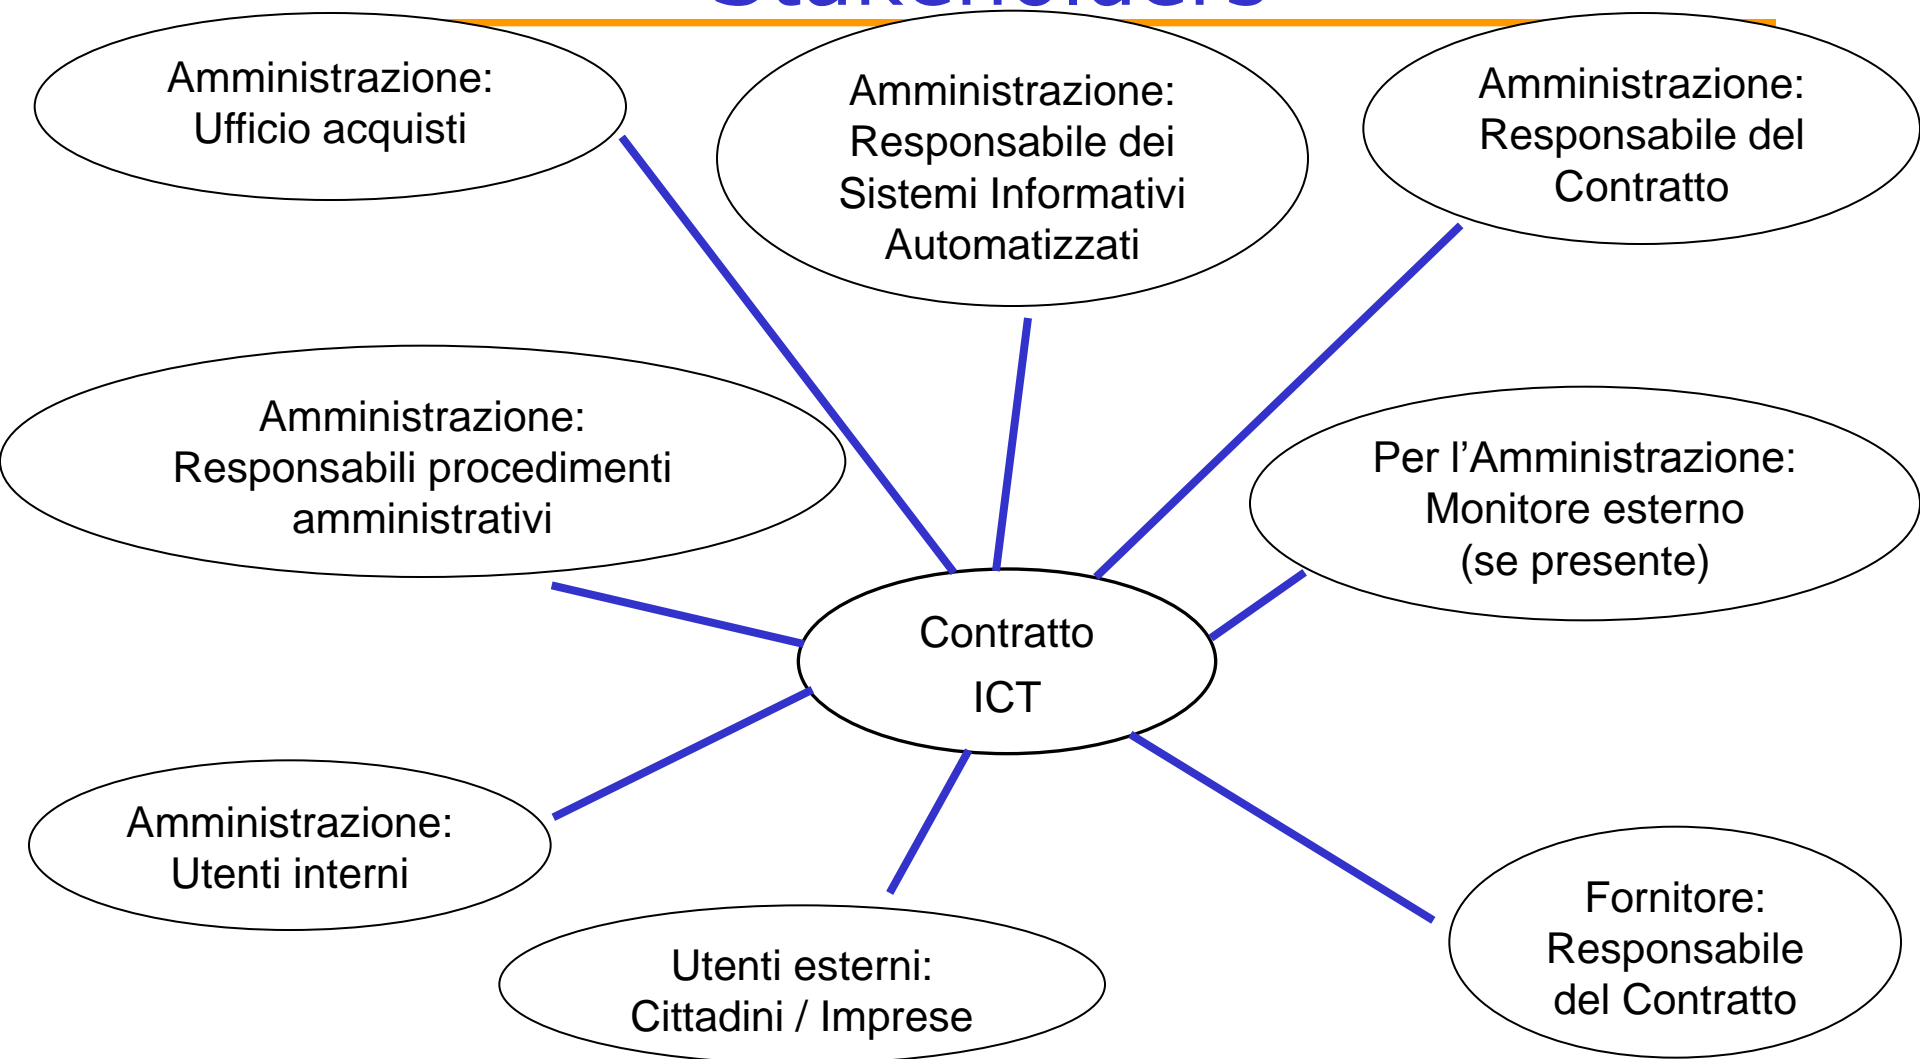 Stakeholders
Amministrazione:
Ufficio acquisti
Amministrazione:
Responsabile dei
Sistemi Informativi
Automatizzati
Amministrazione:
Responsabile del
Contratto
Amministrazione:
Responsabili procedimenti
amministrativi
Per l’Amministrazione:
Monitore esterno
(se presente)
Contratto
ICT
Amministrazione:
Utenti interni
Utenti esterni:
Cittadini / Imprese
Fornitore:
Responsabile
del Contratto